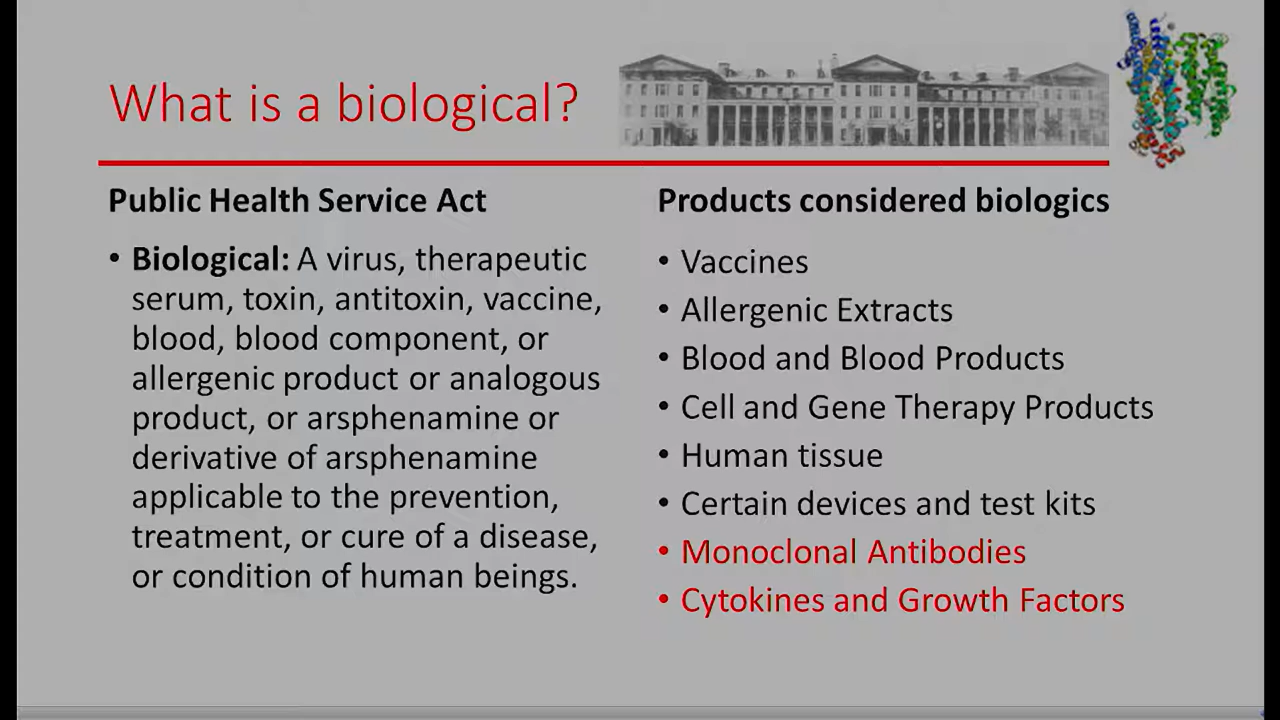 What is a biological?
Public Health Service Act
• Biological: A virus, therapeutic
serum, toxin, antitoxin, vaccine,
blood, blood component, or
allergenic product or analogous
product, or arsphenamine or
derivative of arsphenamine
applicable to the prevention,
treatment, or cure of a disease,
or condition of human beings.
Products considered biologics
• Vaccines
• Allergenic Extracts
• Blood and Blood Products
• Cell and Gene Therapy Products
• Human tissue
• Certain devices and test kits
• Monoclonal Antibodies
• Cytokines and Growth Factors